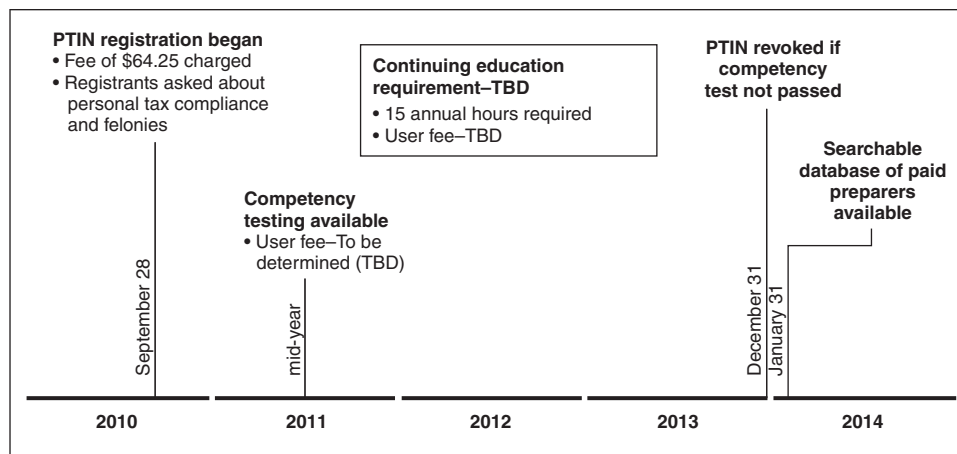 PTIN registration began
• Fee of $64.25 charged
• Registrants asked about
personal tax compliance
and felonies
September 28
Competency
testing available
• User fee–To be
determined (TBD)
mid-year
Continuing education
requirement–TBD
• 15 annual hours required
• User fee–TBD
PTIN revoked if
competency
test not passed
December 31
Searchable
database of paid
preparers
available
January 31
2010
2011
2012
2013
2014